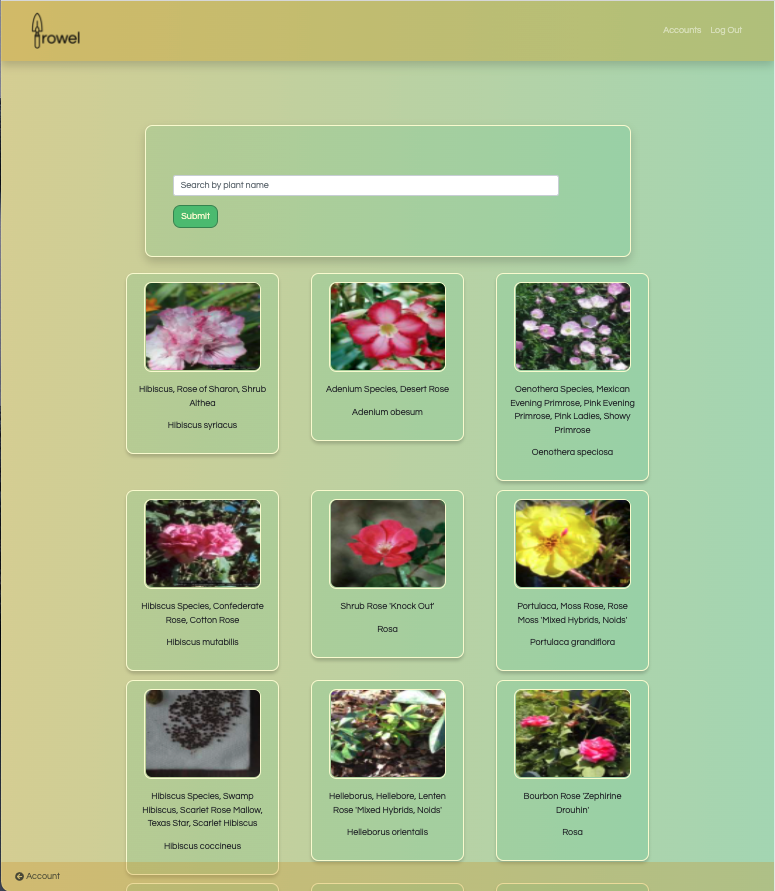 Trowel
Accounts Log Out
Search by plant name
Submit
Hibiscus, Rose of Sharon, Shrub
Althea
Hibiscus syriacus
Adenium Species, Desert Rose
Adenium obesum
Oenothera Species, Mexican
Evening Primrose, Pink Evening
Primrose, Pink Ladies, Showy
Primrose
Oenothera speciosa
Hibiscus Species, Confederate
Rose, Cotton Rose
Hibiscus mutabilis
Shrub Rose 'Knock Out'
Rosa
Portulaca, Moss Rose, Rose
Moss 'Mixed Hybrids, Noids'
Portulaca grandiflora
Hibiscus Species, Swamp
Hibiscus, Scarlet Rose Mallow,
Texas Star, Scarlet Hibiscus
Hibiscus coccineus
Helleborus, Hellebore, Lenten
Rose 'Mixed Hybrids, Noids'
Helleborus orientalis
Bourbon Rose 'Zephirine
Drouhin'
Rosa
Account